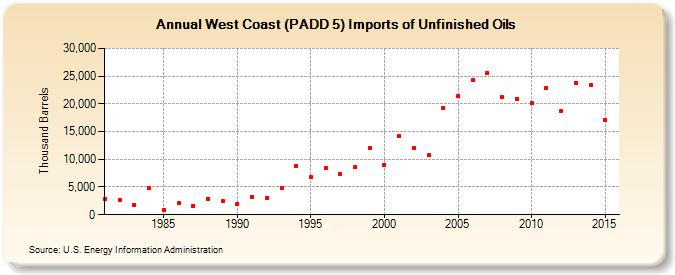 Annual West Coast (PADD 5) Imports of Unfinished Oils
Thousand Barrels
30,000
25,000
20,000
15,000
10,000
5,000
0
1985 1990 1995 2000 2005 2010 2015
Source: U.S. Energy Information Administration